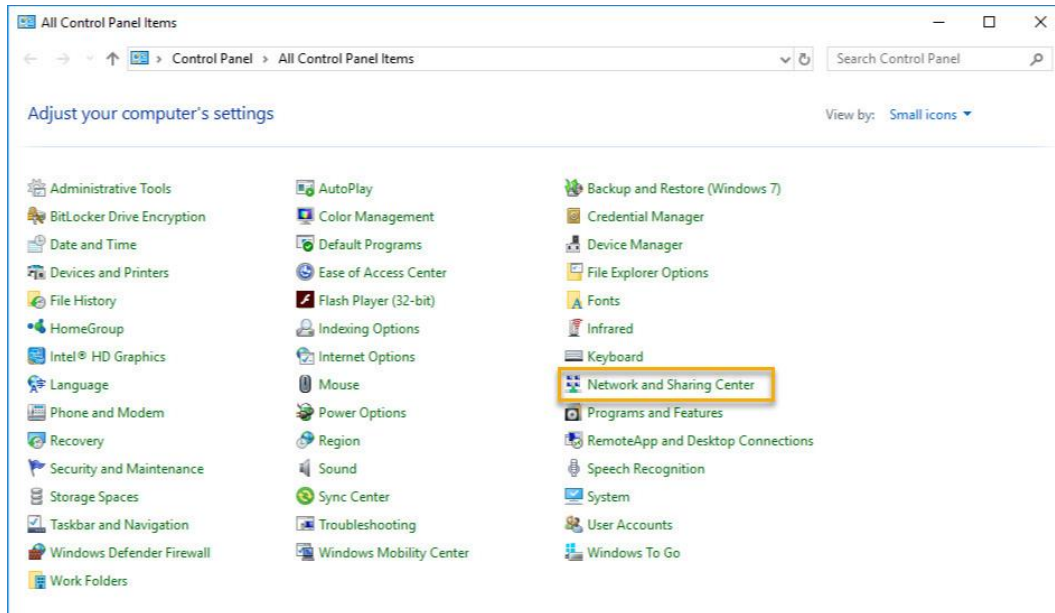 All Control Panel Items
Control Panel > All Control Panel Items
Search Control Panel
Adjust your computer's settings
View by: Small icons
Administrative Tools
AutoPlay
Backup and Restore (Windows 7)
BitLocker Drive Encryption
Color Management
Credential Manager
Date and Time
Default Programs
Device Manager
Devices and Printers
Ease of Access Center
File Explorer Options
File History
Flash Player (32-bit)
Fonts
HomeGroup
Indexing Options
Infrared
Intel® HD Graphics
Internet Options
Keyboard
Language
Mouse
Network and Sharing Center
Phone and Modem
Power Options
Programs and Features
Recovery
Region
RemoteApp and Desktop Connections
Security and Maintenance
Sound
Speech Recognition
Storage Spaces
Sync Center
System
Taskbar and Navigation
Troubleshooting
User Accounts
Windows Defender Firewall
Windows Mobility Center
Windows To Go
Work Folders